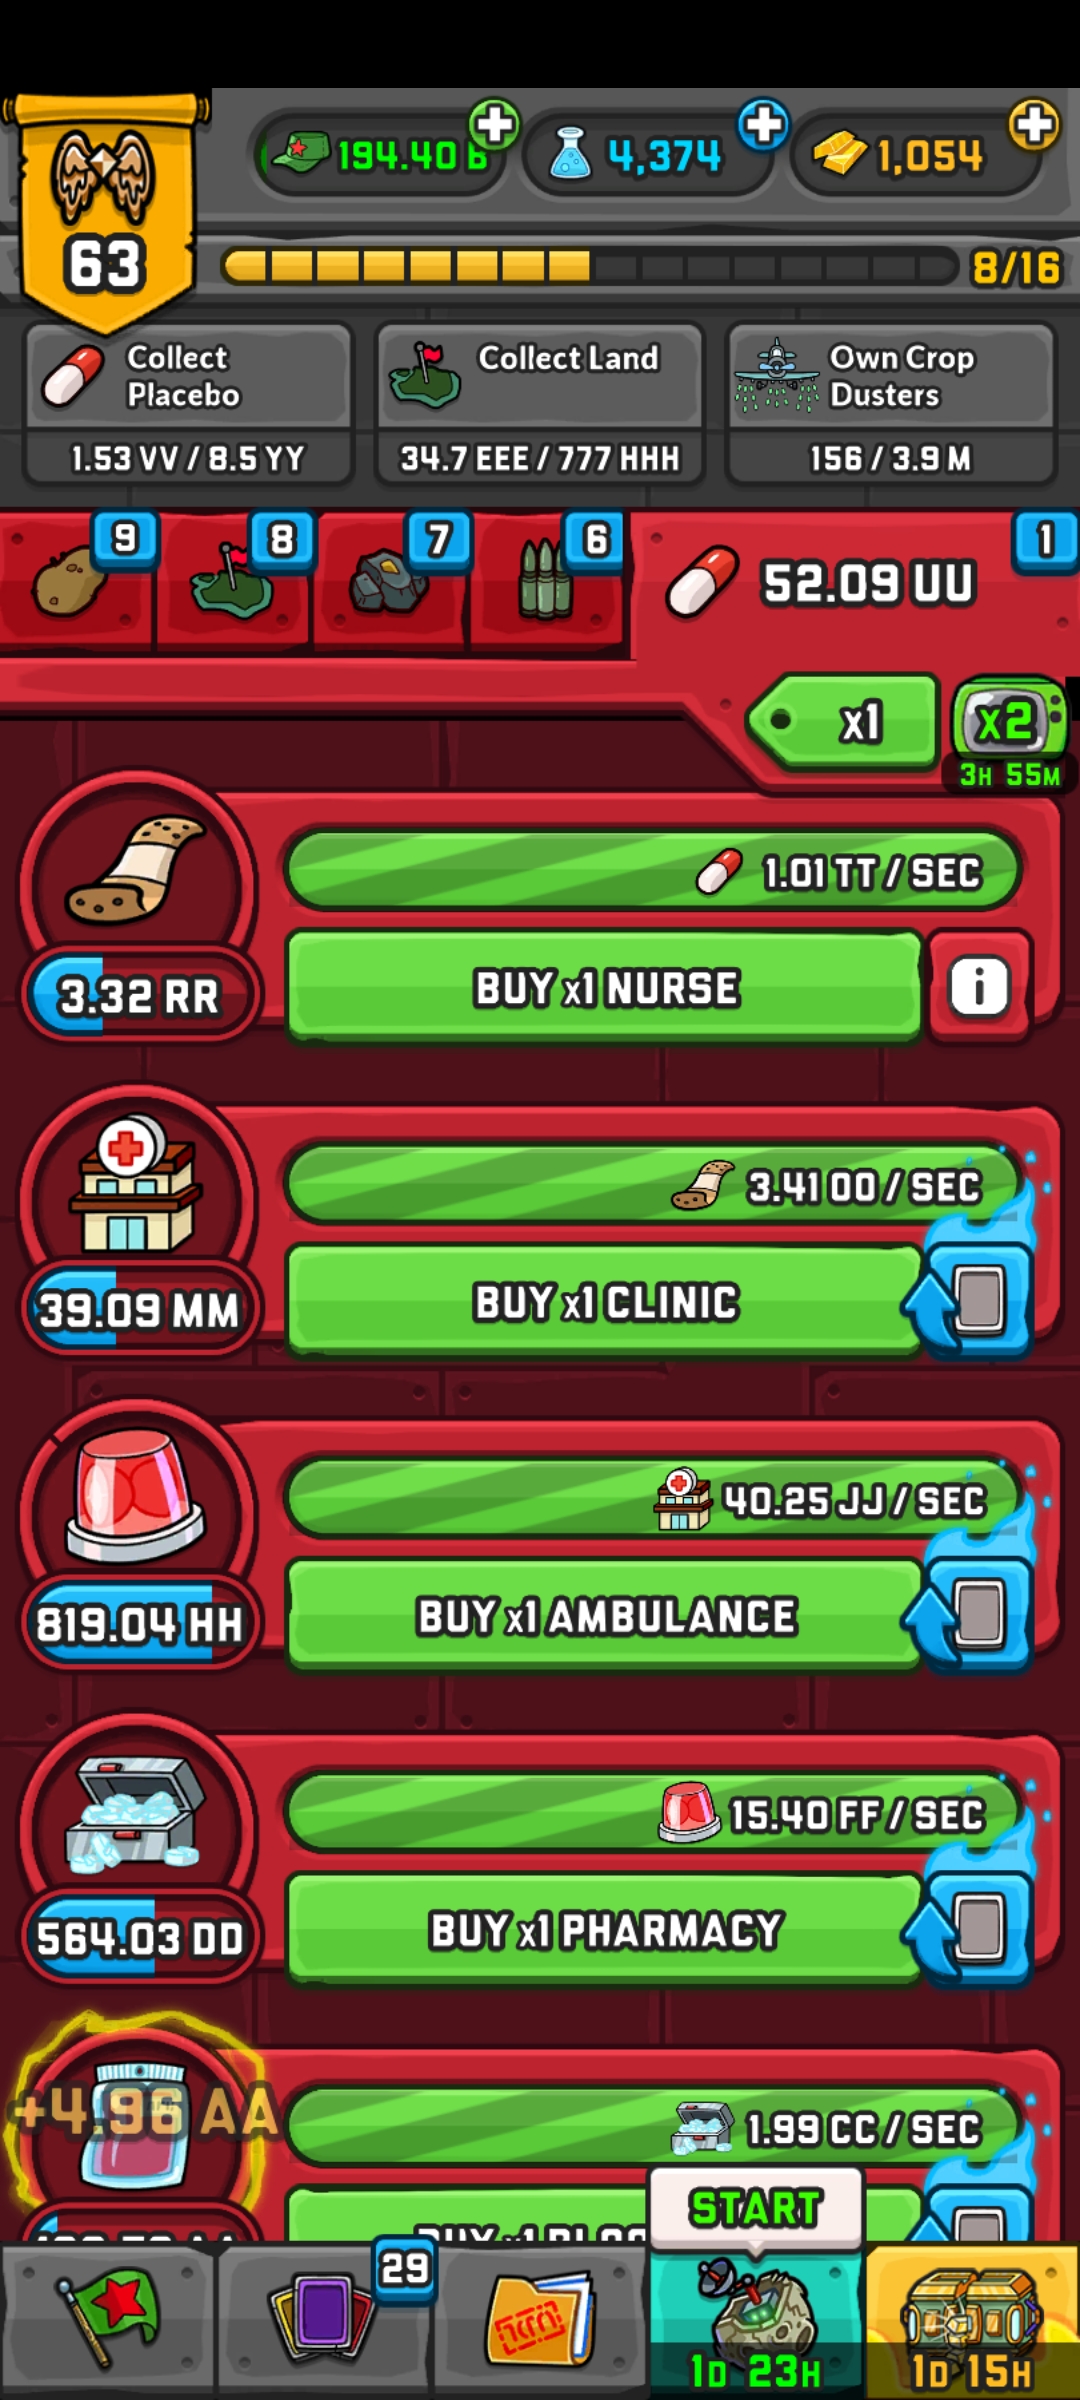 194.40 B
4,374
1,054
63
8/16
Collect
Placebo
1.53 VV / 8.5 YY
Collect Land
34.7 EEE / 777 HHH
Own Crop
Dusters
156 / 3.9 M
9
8
7
6
1
52.09 UU
x1
x2
3H 55M
1.01 TT / SEC
3.32 RR
BUY x1 NURSE
i
3.41 OO / SEC
39.09 MM
BUY x1 CLINIC
40.25 JJ / SEC
819.04 HH
BUY x1 AMBULANCE
15.40 FF / SEC
564.03 DD
BUY x1 PHARMACY
+4.96 AA
1.99 CC / SEC
BUY x1
START
29
1D 23H
1D 15H